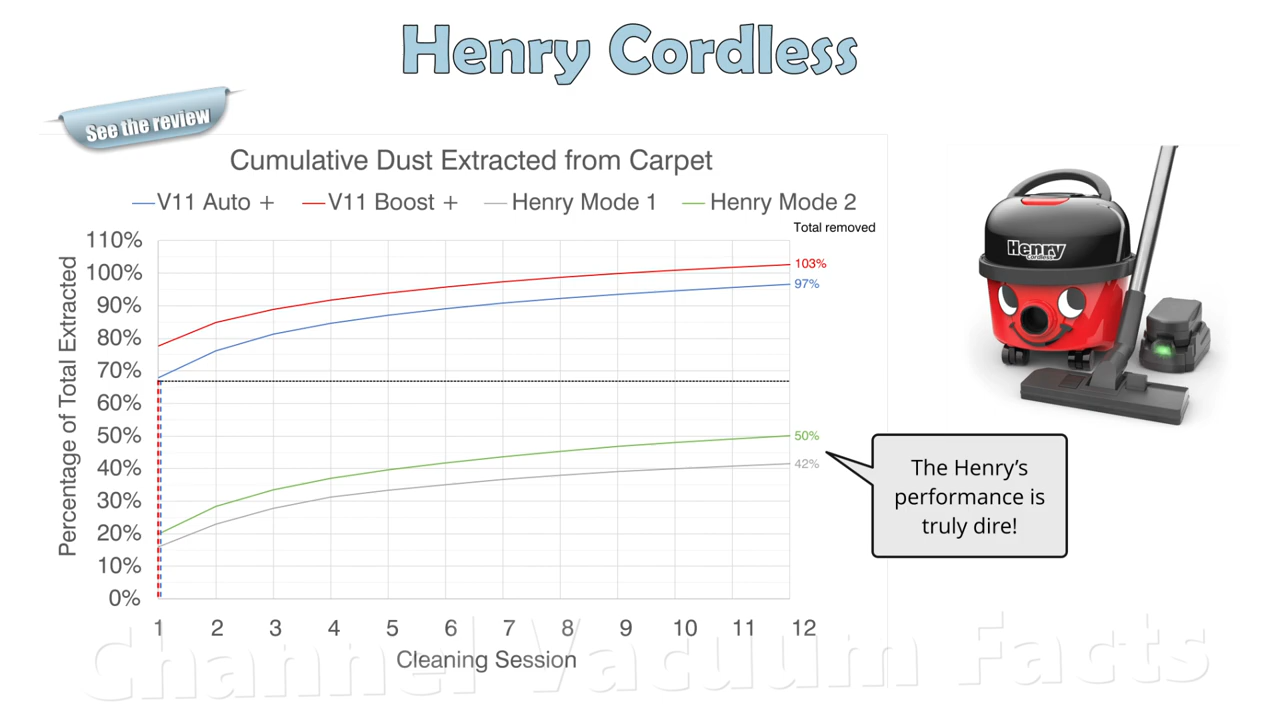 Henry Cordless
See the review
Cumulative Dust Extracted from Carpet
V11 Auto + V11 Boost + Henry Mode 1 Henry Mode 2
Total removed
110%
100%
90%
80%
70%
60%
50%
40%
30%
20%
10%
0%
Percentage of Total Extracted
103%
97%
50%
42%
1 2 3 4 5 6 7 8 9 10 11 12
Cleaning Session
Henry
Cordless
The Henry’s
performance is
truly dire!
Channel Vacuum Facts